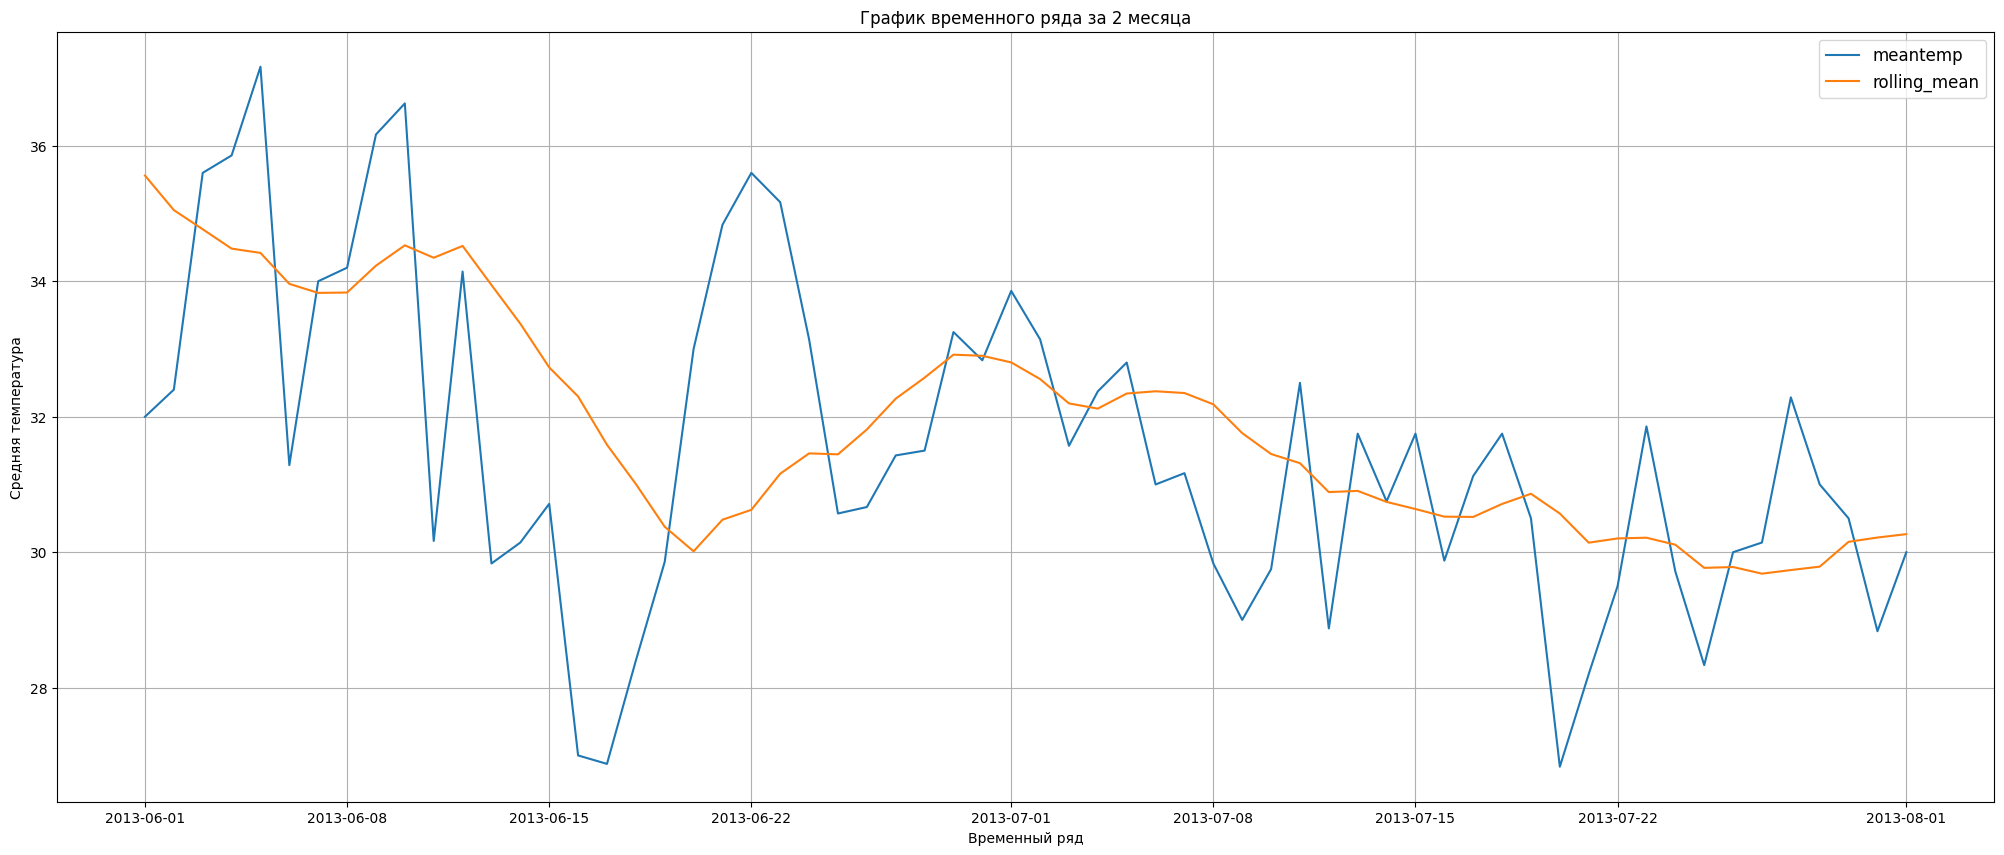 График временного ряда за 2 месяца
meantemp
rolling_mean
Средняя температура
36
34
32
30
28
2013-06-01 2013-06-08 2013-06-15 2013-06-22 2013-07-01 2013-07-08 2013-07-15 2013-07-22 2013-08-01
Временный ряд